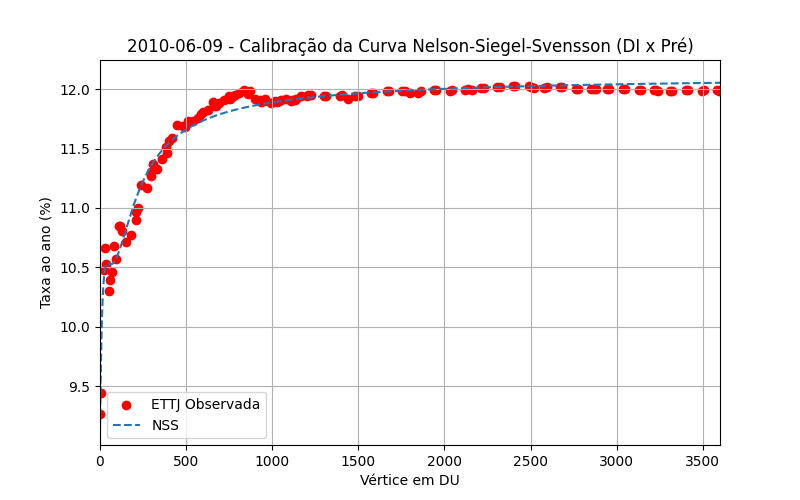 2010-06-09 - Calibração da Curva Nelson-Siegel-Svensson (DI x Pré)
Taxa ao ano (%)
12.0
11.5
11.0
10.5
10.0
9.5
ETTJ Observada
NSS
0 500 1000 1500 2000 2500 3000 3500
Vértice em DU